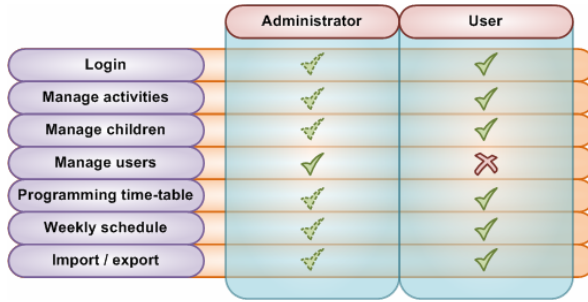 Administrator
User
Login
Manage activities
Manage children
Manage users
Programming time-table
Weekly schedule
Import / export